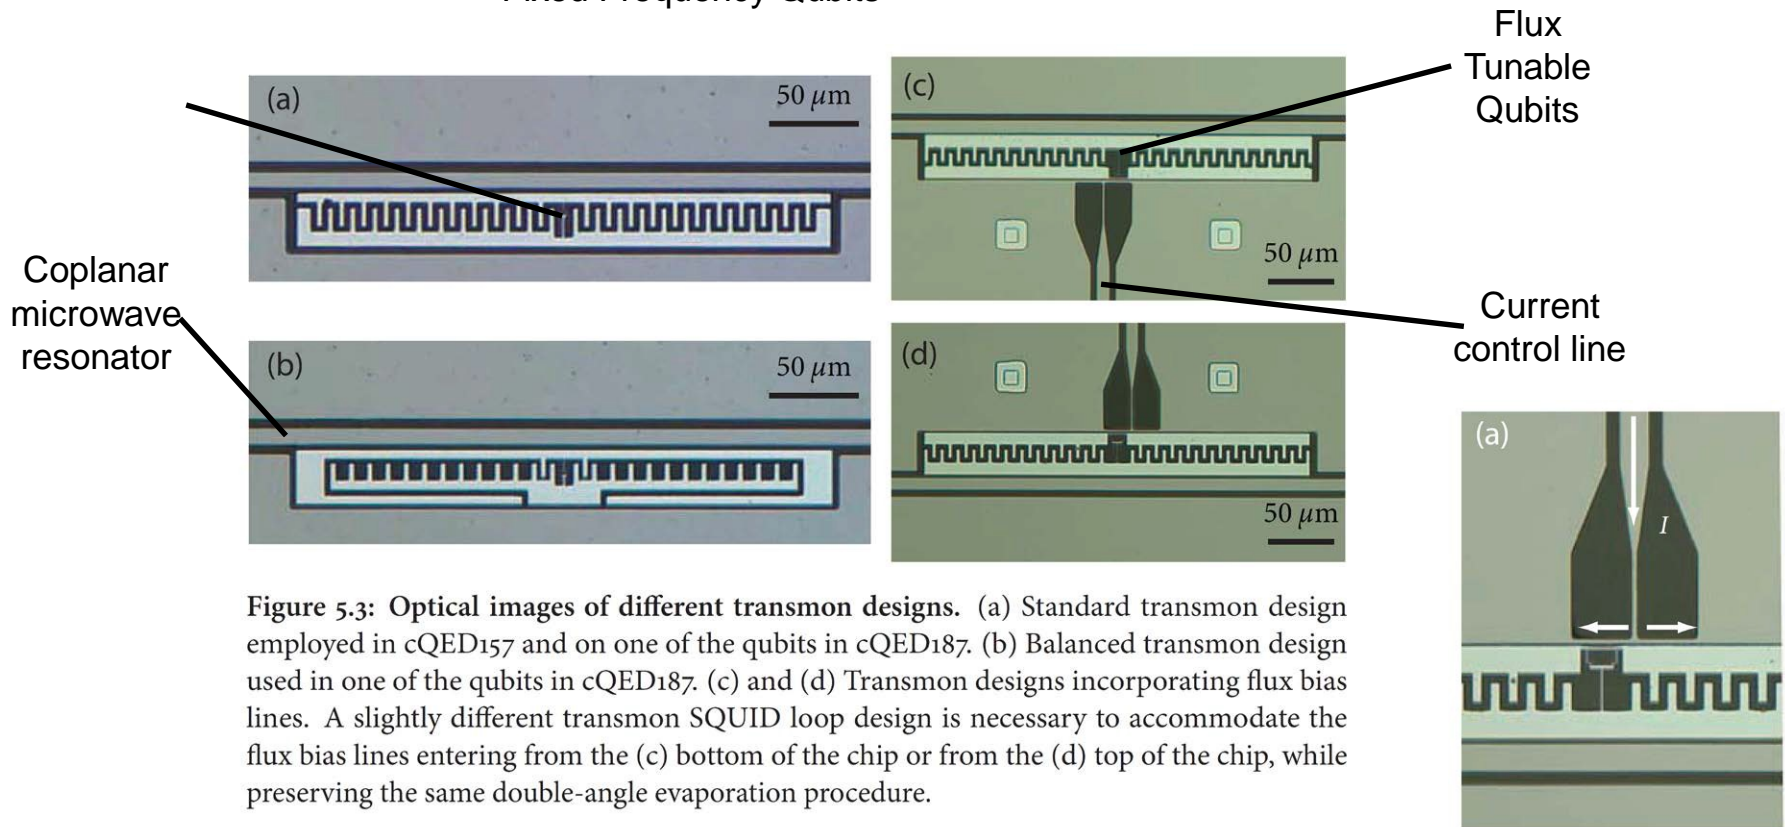 Fixed Frequency Qubits
Flux
Tunable
Qubits
(a)
50 µm
(c)
50 µm
Coplanar
microwave
resonator
Current
control line
(b)
50 µm
(d)
50 µm
(a)
I
Figure 5.3: Optical images of different transmon designs. (a) Standard transmon design
employed in cQED157 and on one of the qubits in cQED187. (b) Balanced transmon design
used in one of the qubits in cQED187. (c) and (d) Transmon designs incorporating flux bias
lines. A slightly different transmon SQUID loop design is necessary to accommodate the
flux bias lines entering from the (c) bottom of the chip or from the (d) top of the chip, while
preserving the same double-angle evaporation procedure.